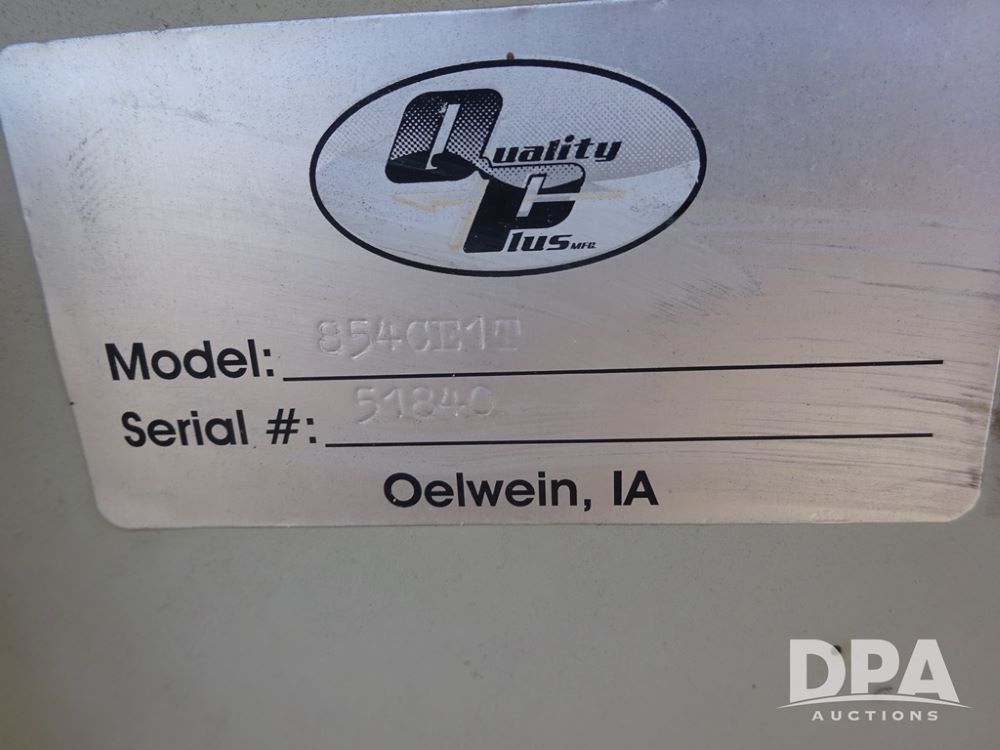 Quality
Plus MFG.
Model: 854CE1T
Serial #: 51840
Oelwein, IA
DPA
AUCTIONS